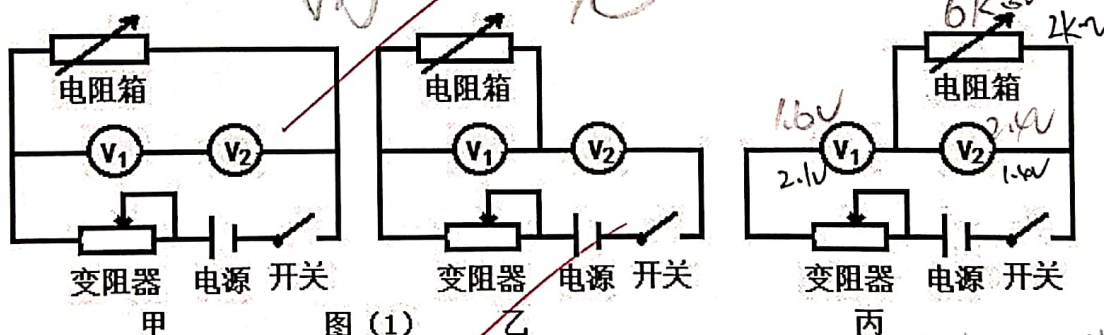 6K 2KΩ
电阻箱 电阻箱 电阻箱
1.6V 2.4V
V₁ V₂ V₁ V₂ V₁ V₂
2.1V 1.4V
变阻器 电源 开关 变阻器 电源 开关 变阻器 电源 开关
甲 图（1） 乙 丙